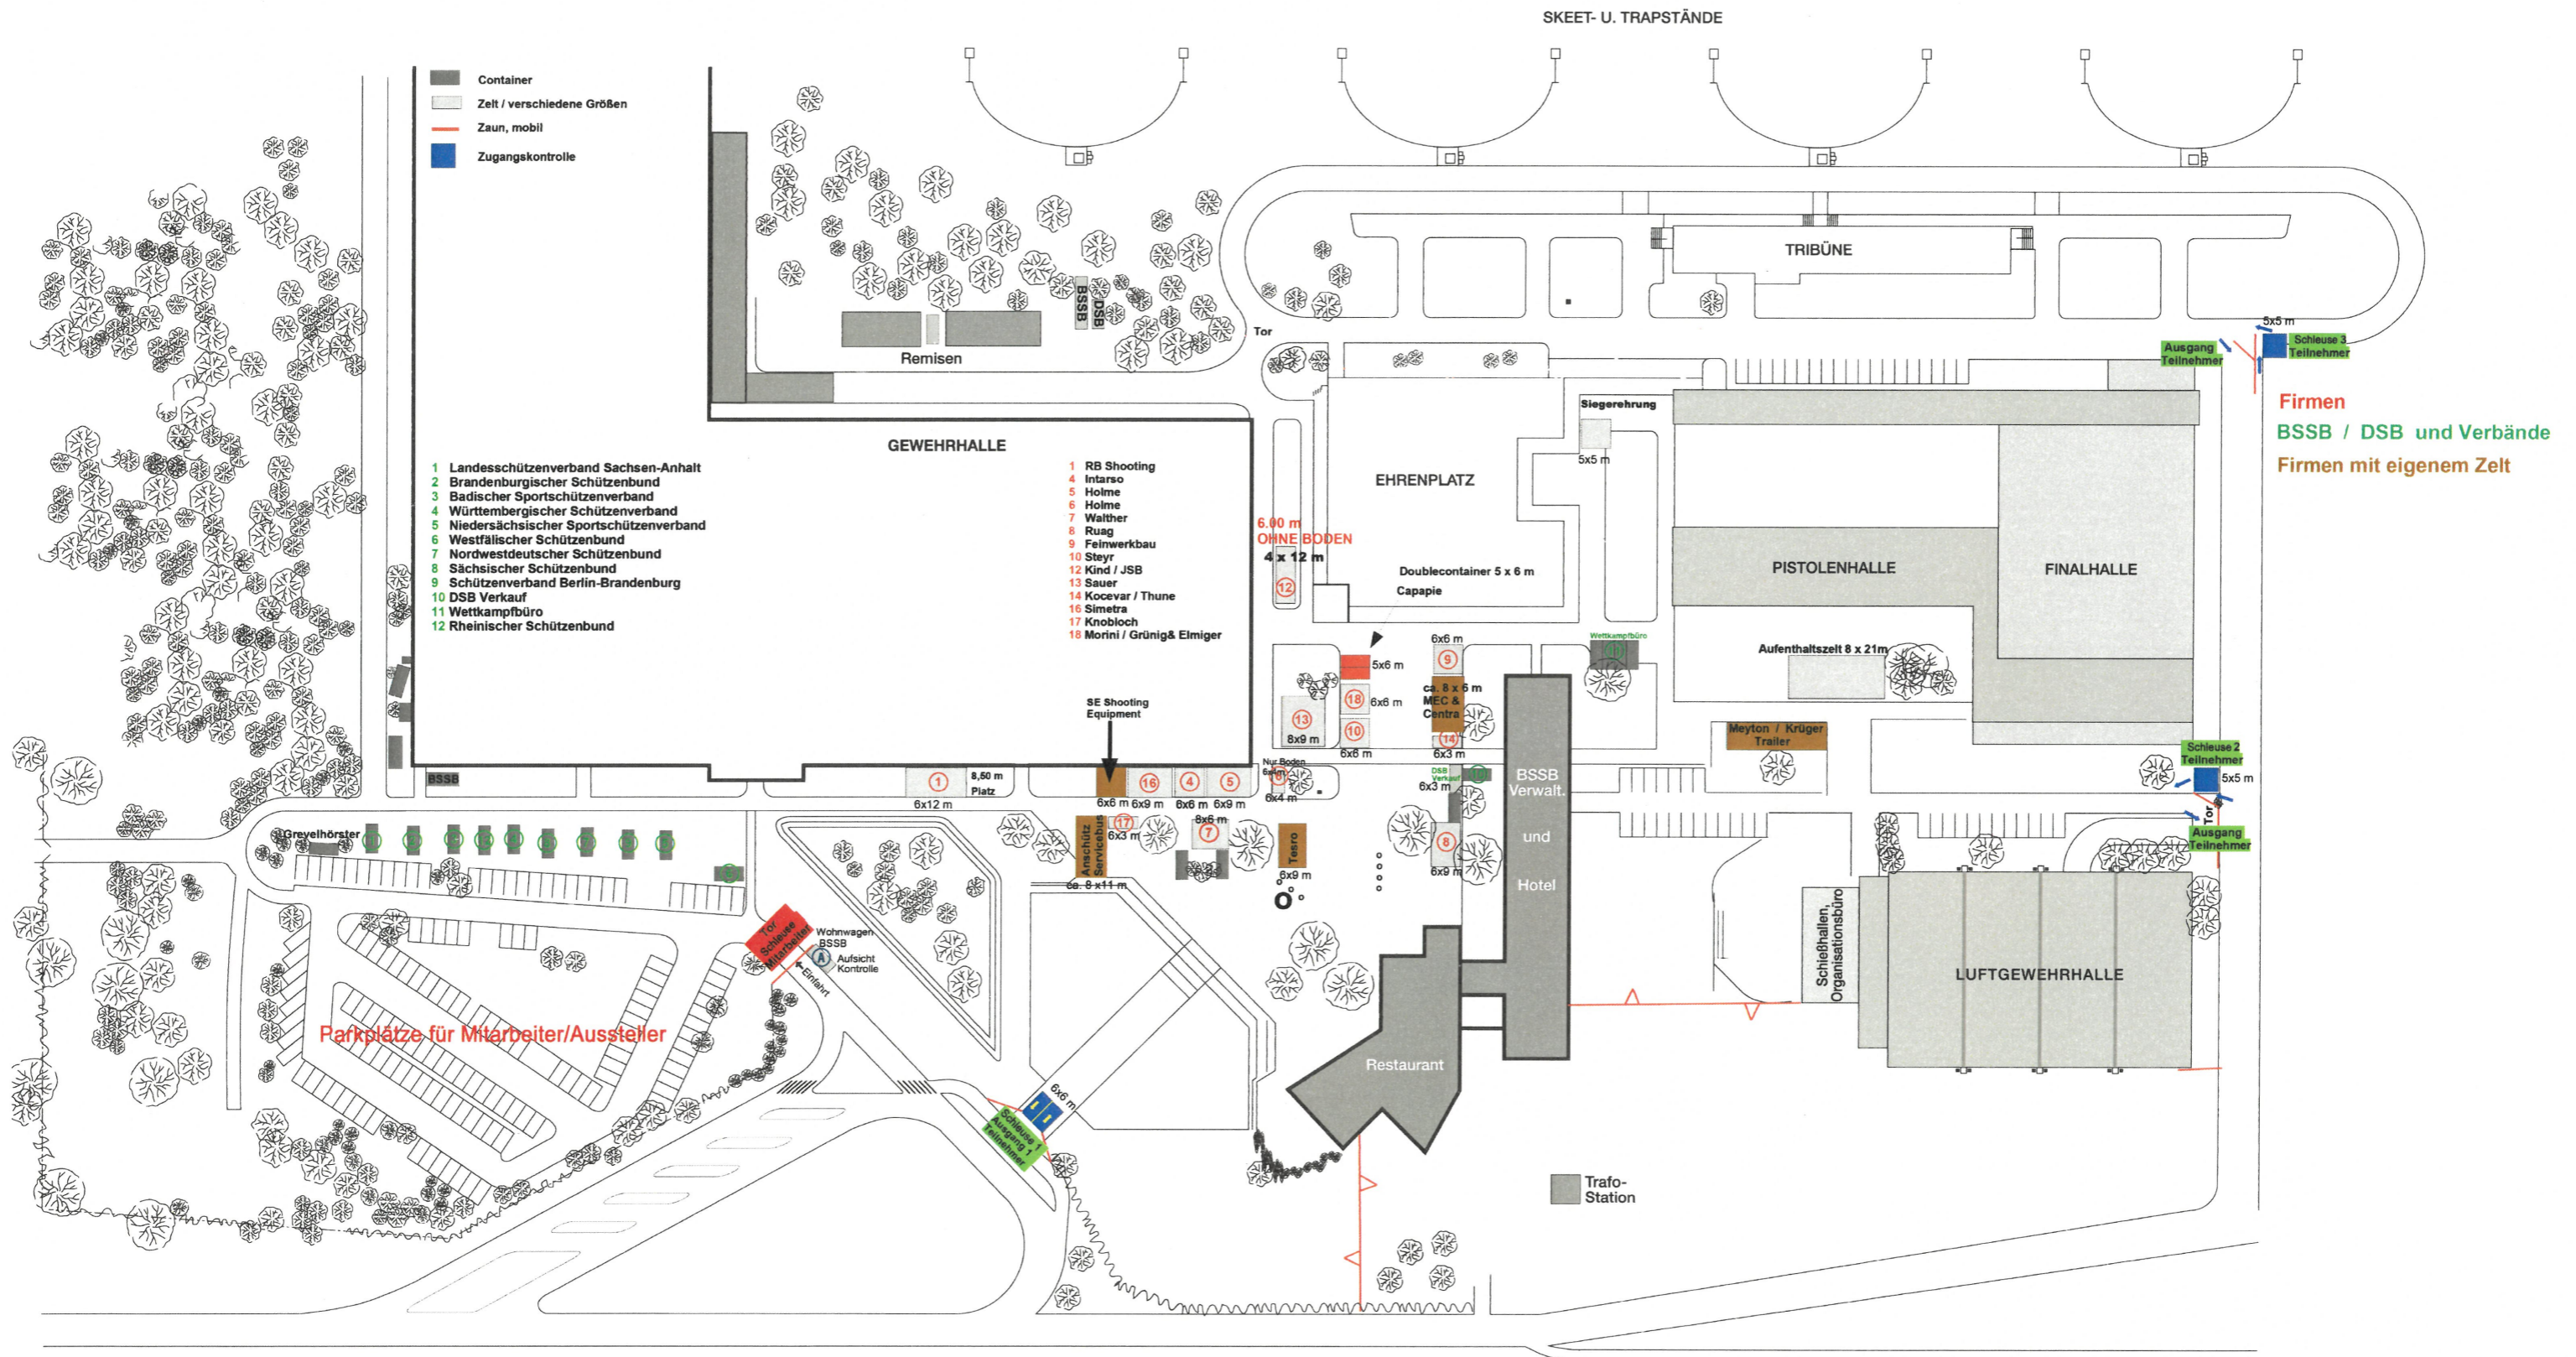 SKEET- U. TRAPSTÄNDE
Container
Zelt / verschiedene Größen
Zaun, mobil
Zugangskontrolle
TRIBÜNE
BSSB
DSB
Remisen
Tor
5x5 m
Schleuse 3
Teilnehmer
Ausgang
Teilnehmer
Firmen
BSSB / DSB und Verbände
Firmen mit eigenem Zelt
Siegerehrung
5x5 m
GEWEHRHALLE
1 Landesschützenverband Sachsen-Anhalt
2 Brandenburgischer Schützenbund
3 Badischer Sportschützenverband
4 Württembergischer Schützenverband
5 Niedersächsischer Sportschützenverband
6 Westfälischer Schützenbund
7 Nordwestdeutscher Schützenbund
8 Sächsischer Schützenbund
9 Schützenverband Berlin-Brandenburg
10 DSB Verkauf
11 Wettkampfbüro
12 Rheinischer Schützenbund
1 RB Shooting
4 Intarso
5 Holme
6 Holme
7 Walther
8 Ruag
9 Feinwerkbau
10 Steyr
12 Kind / JSB
13 Sauer
14 Kocevar / Thune
16 Simetra
17 Knobloch
18 Morini / Grünig& Elmiger
EHRENPLATZ
6.00 m
OHNE BODEN
4 x 12 m
12
Doublecontainer 5 x 6 m
Capapie
PISTOLENHALLE
FINALHALLE
Wettkampfbüro
11
Aufenthaltszelt 8 x 21m
6x6 m
9
5x6 m
18
6x6 m
ca. 8 x 6 m
MEC &
Centra
13
8x9 m
10
6x6 m
14
6x3 m
SE Shooting
Equipment
Meyton / Krüger
Trailer
Schleuse 2
Teilnehmer
5x5 m
Tor
Ausgang
Teilnehmer
BSSB
1
8,50 m
Platz
6x12 m
16
4
5
6x6 m
6x9 m
6x6 m
6x9 m
Nur Boden
6x4m
6
6x4 m
DSB
Verkauf
10
6x3 m
BSSB
Verwalt.
und
Hotel
Grevelhörster
Anschütz
Servicebus
ca. 8 x11 m
17
6x3 m
8x6 m
7
Tesro
6x9 m
8
6x9 m
Tor
Schleuse
Mitarbeiter
Wohnwagen
BSSB
A
Aufsicht
Kontrolle
Einfahrt
Parkplätze für Mitarbeiter/Aussteller
Schießhallen,
Organisationsbüro
LUFTGEWEHRHALLE
Restaurant
6x6 m
Schleuse 1
Ausgang 1
Teilnehmer
Trafo-
Station